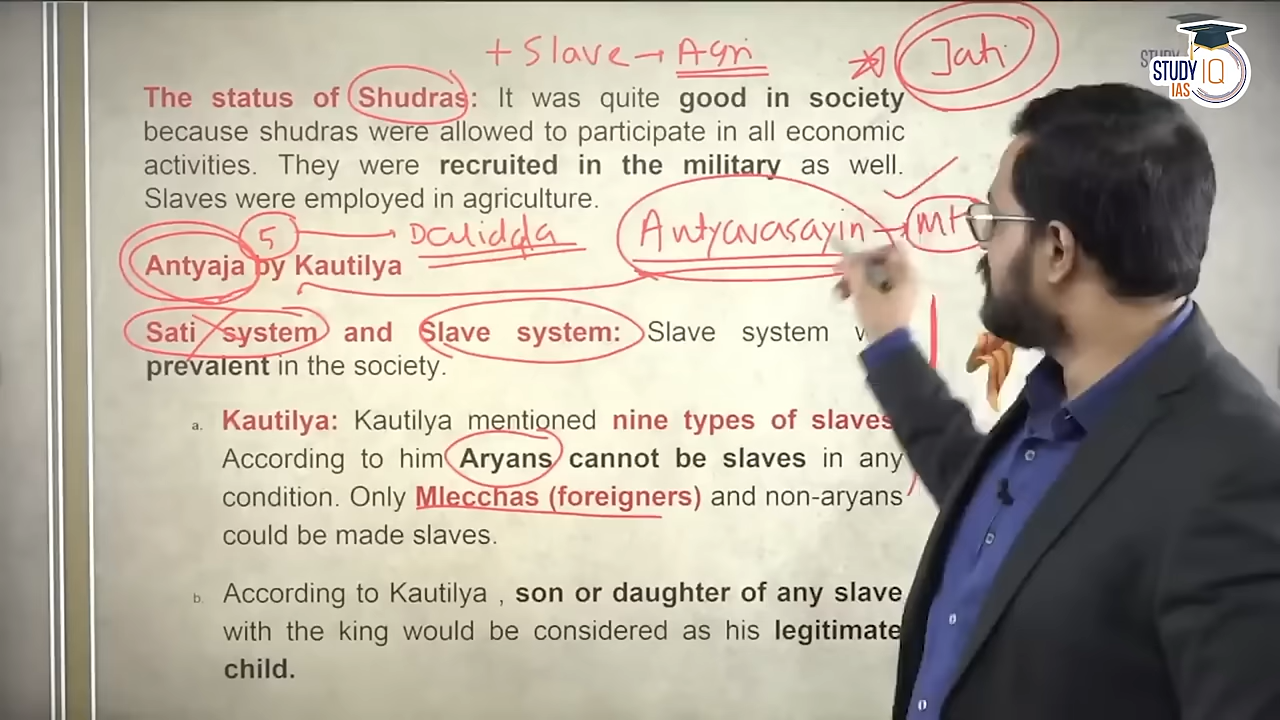 + Slave → Agri
Jati
STUDY IQ
IAS
The status of Shudras: It was quite good in society
because shudras were allowed to participate in all economic
activities. They were recruited in the military as well.
Slaves were employed in agriculture.
5 → Dalidda
Antyavasayin →
Antyaja by Kautilya
Sati system and Slave system: Slave system
prevalent in the society.
a. Kautilya: Kautilya mentioned nine types of slaves
According to him Aryans cannot be slaves in any
condition. Only Mlecchas (foreigners) and non-aryans
could be made slaves.
b. According to Kautilya , son or daughter of any slave
with the king would be considered as his legitimate
child.